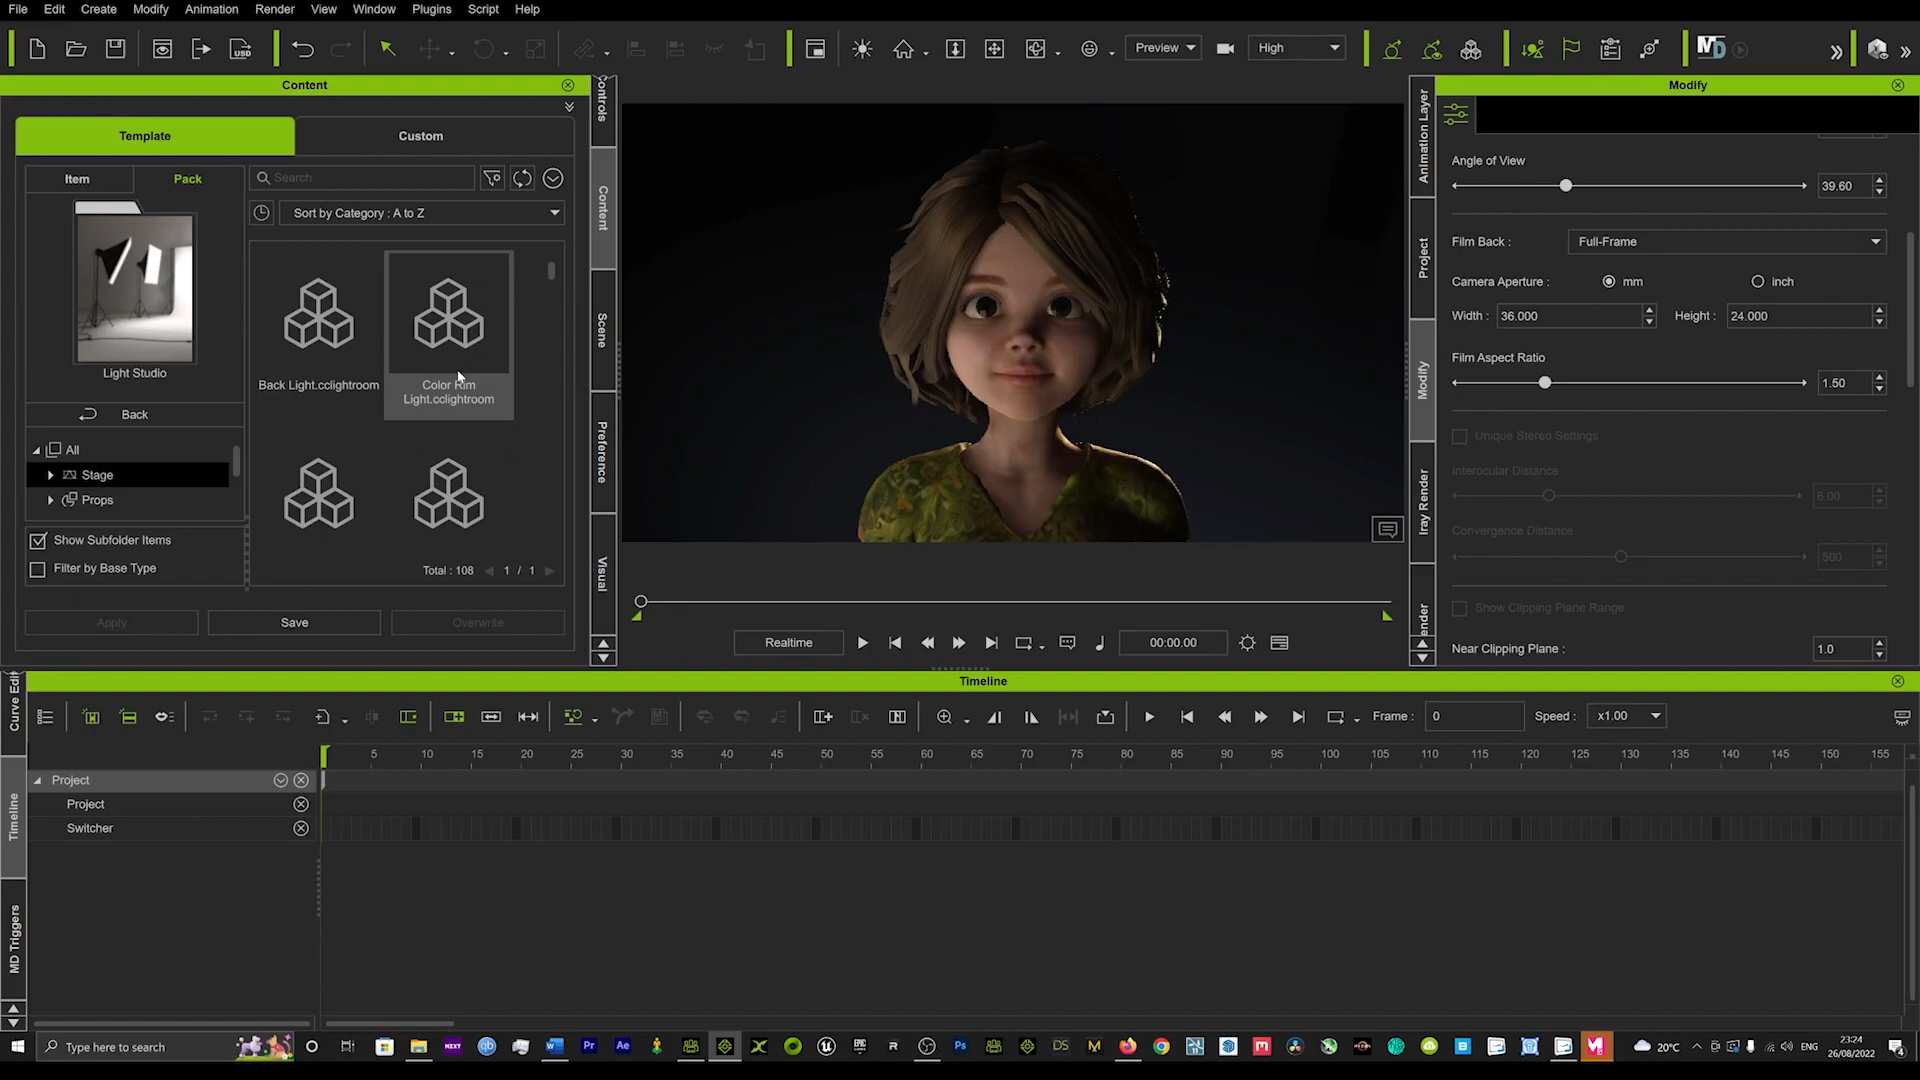 File Edit Create Modify Animation Render View Window Plugins Script Help
Preview High
Content
Template Custom
Item Pack
Search
Sort by Category : A to Z
Light Studio
Back
All
Stage
Props
Show Subfolder Items
Filter by Base Type
Back Light.cclightroom
Color Rim
Light.cclightroom
Total : 108 1 / 1
Apply Save Overwrite
Controls
Content
Scene
Preference
Visual
Realtime 00:00.00
Animation Layer
Project
Modify
Iray Render
ender
Modify
Angle of View
39.60
Film Back : Full-Frame
Camera Aperture : mm inch
Width : 36.000 Height : 24.000
Film Aspect Ratio
1.50
Unique Stereo Settings
Interocular Distance
6.00
Convergence Distance
500
Show Clipping Plane Range
Near Clipping Plane : 1.0
Timeline
Curve Edit
Timeline
MD Triggers
Frame : 0 Speed : x1.00
5 10 15 20 25 30 35 40 45 50 55 60 65 70 75 80 85 90 95 100 105 110 115 120 125 130 135 140 145 150 155
Project
Project
Switcher
Type here to search
20°C ENG
23:24
26/08/2022